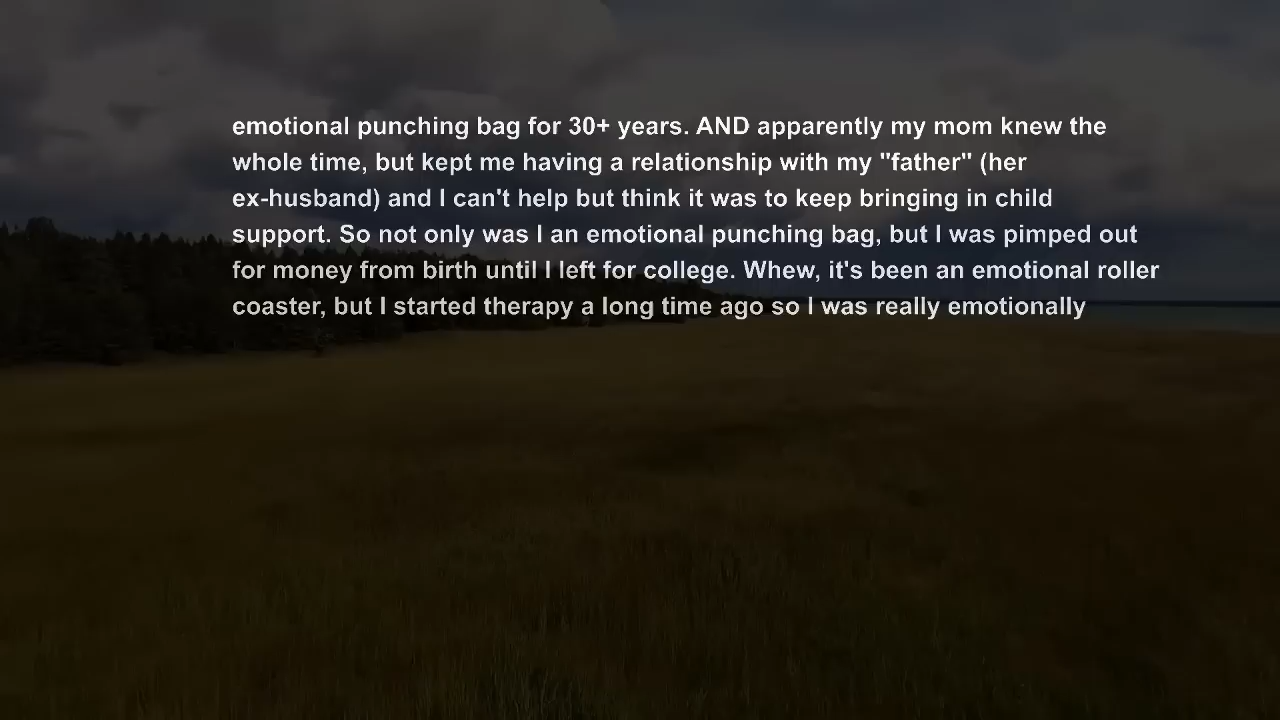 emotional punching bag for 30+ years. AND apparently my mom knew the
whole time, but kept me having a relationship with my "father" (her
ex-husband) and I can't help but think it was to keep bringing in child
support. So not only was I an emotional punching bag, but I was pimped out
for money from birth until I left for college. Whew, it's been an emotional roller
coaster, but I started therapy a long time ago so I was really emotionally